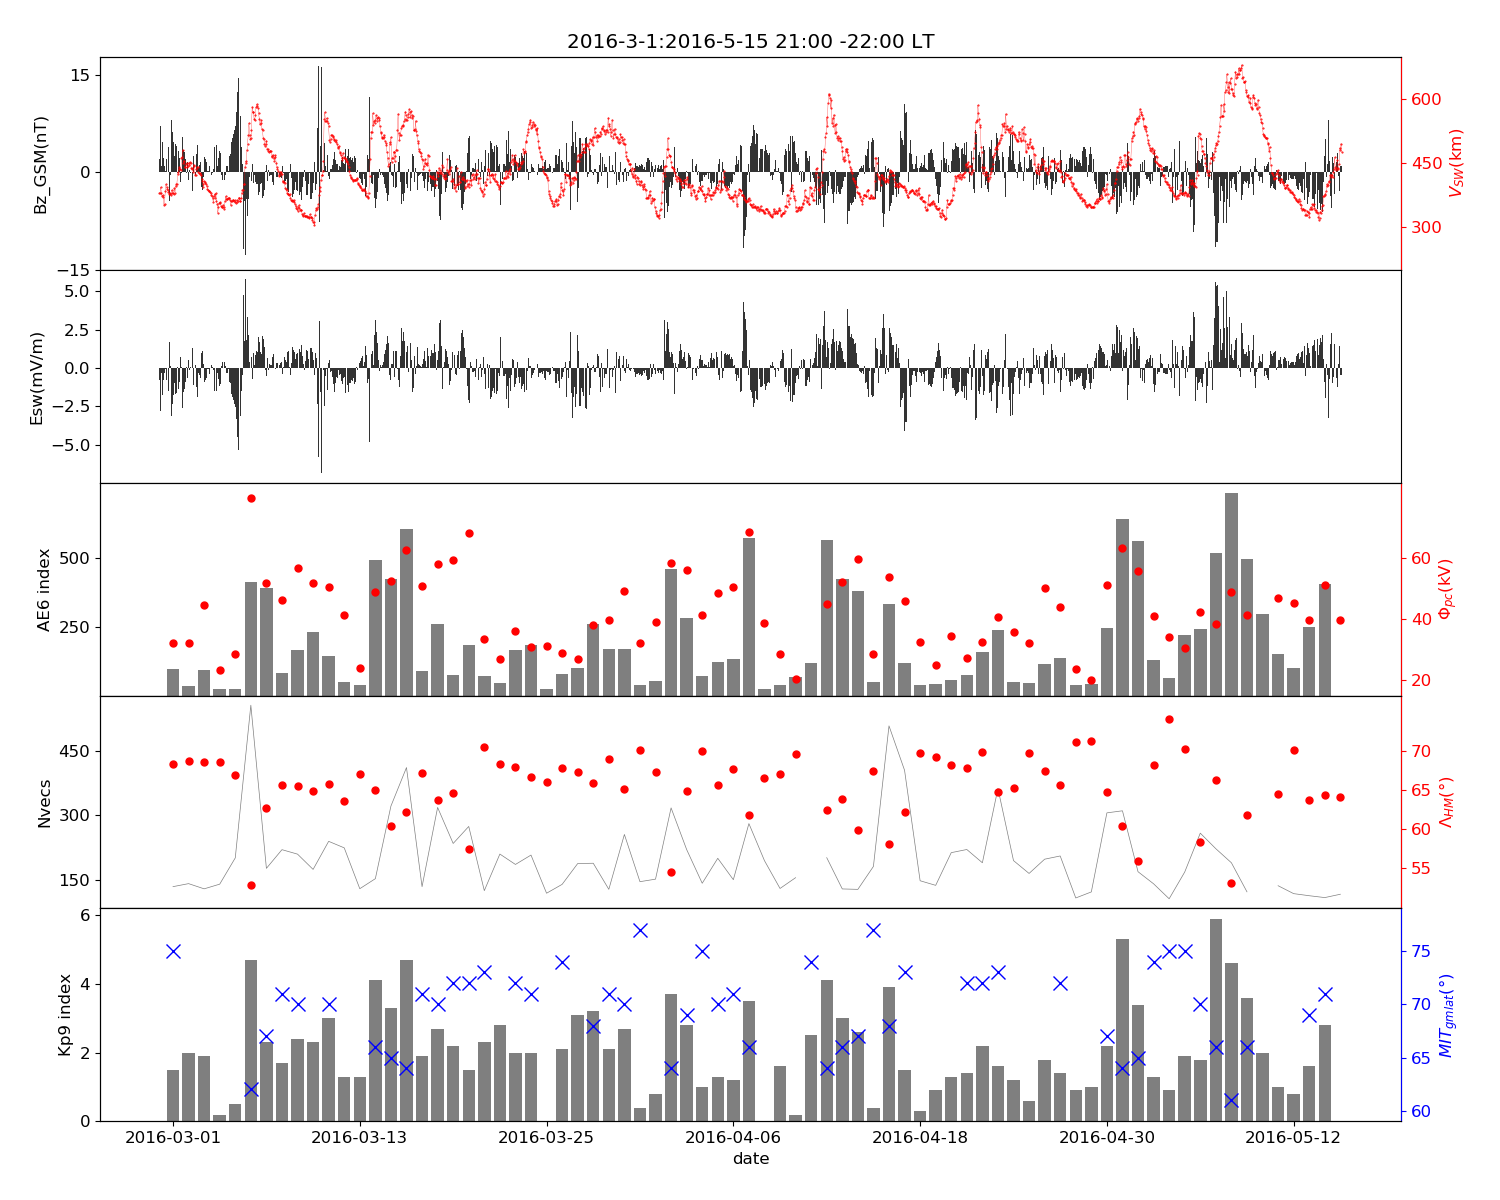 2016-3-1:2016-5-15 21:00 -22:00 LT
Bz_GSM(nT)
15
0
−15
600
450
300
V_SW(km)
Esw(mV/m)
5.0
2.5
0.0
−2.5
−5.0
AE6 index
500
250
60
40
20
Φ_pc(kV)
Nvecs
450
300
150
70
65
60
55
Λ_HM(°)
Kp9 index
6
4
2
0
75
70
65
60
MIT_gmlat(°)
2016-03-01 2016-03-13 2016-03-25 2016-04-06 2016-04-18 2016-04-30 2016-05-12
date